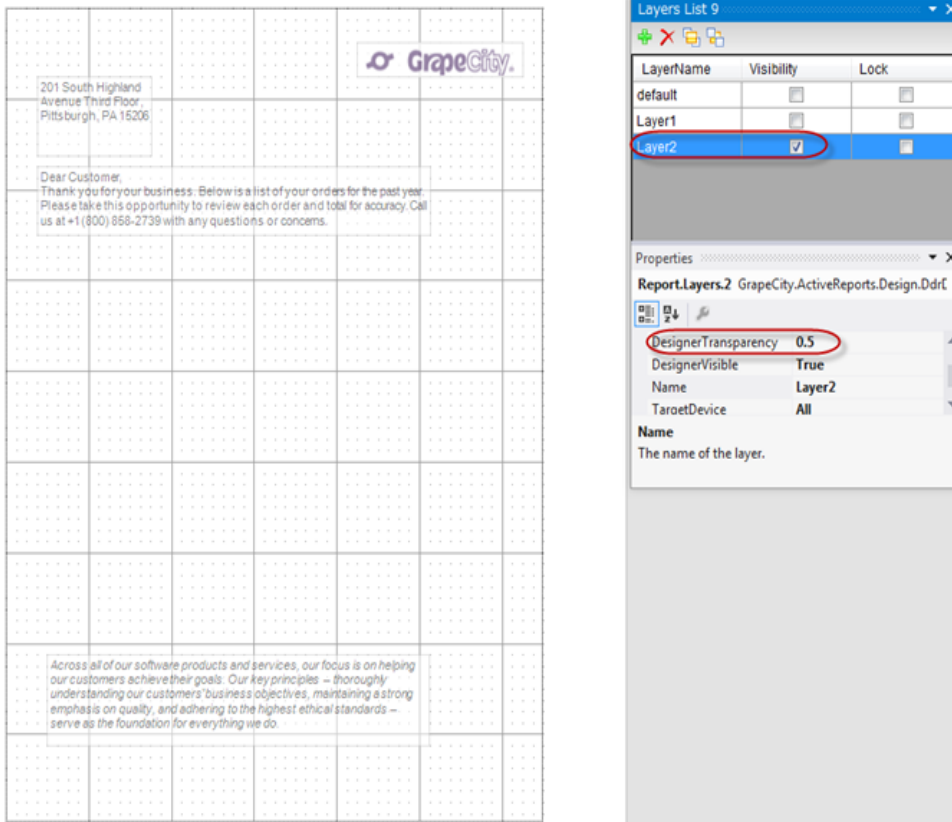 GrapeCity.
201 South Highland
Avenue Third Floor,
Pittsburgh, PA 15206
Dear Customer,
Thank you for your business. Below is a list of your orders for the past year.
Please take this opportunity to review each order and total for accuracy. Call
us at +1 (800) 858-2739 with any questions or concerns.
Across all of our software products and services, our focus is on helping
our customers achieve their goals. Our key principles – thoroughly
understanding our customers' business objectives, maintaining a strong
emphasis on quality, and adhering to the highest ethical standards –
serve as the foundation for everything we do.
Layers List 9
LayerName Visibility Lock
default
Layer1
Layer2
Properties
Report.Layers.2 GrapeCity.ActiveReports.Design.Ddr
DesignerTransparency 0.5
DesignerVisible True
Name Layer2
TargetDevice All
Name
The name of the layer.